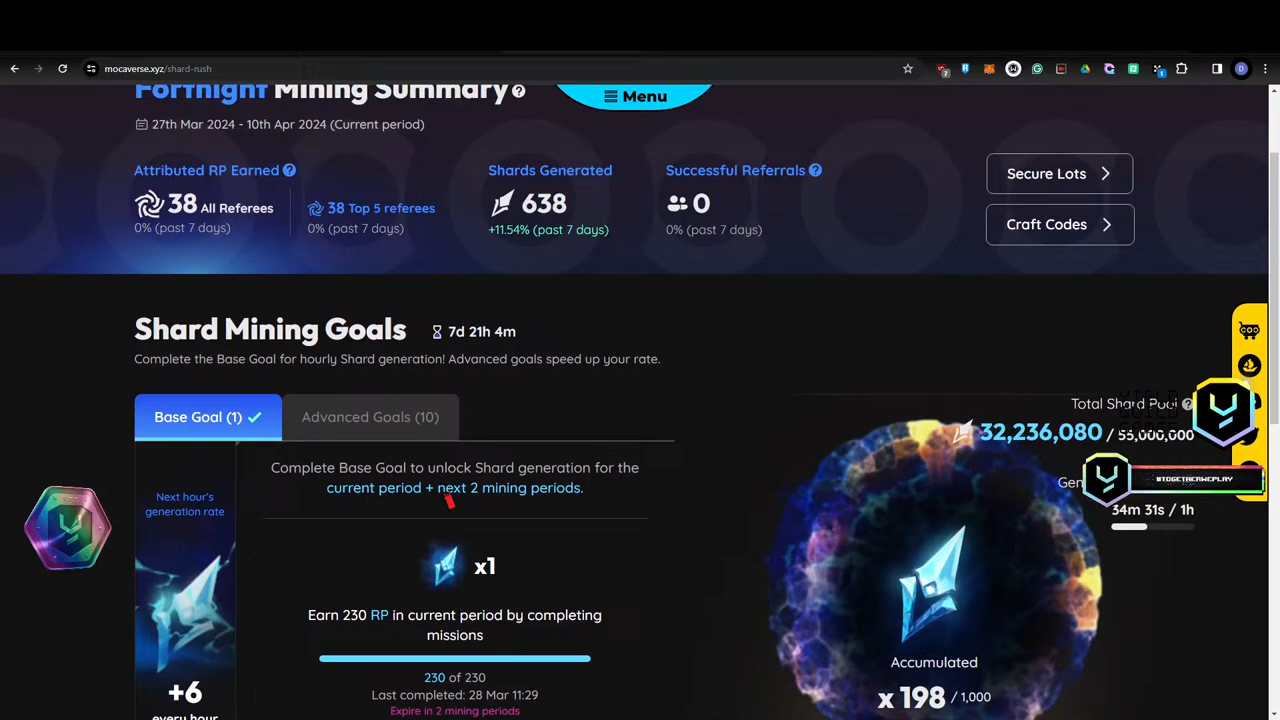 mocaverse.xyz/shard-rush
Fortnight Mining Summary
Menu
27th Mar 2024 - 10th Apr 2024 (Current period)
Attributed RP Earned
38 All Referees
0% (past 7 days)
38 Top 5 referees
0% (past 7 days)
Shards Generated
638
+11.54% (past 7 days)
Successful Referrals
0
0% (past 7 days)
Secure Lots
Craft Codes
Shard Mining Goals
7d 21h 4m
Complete the Base Goal for hourly Shard generation! Advanced goals speed up your rate.
Base Goal (1)
Advanced Goals (10)
Next hour's
generation rate
+6
every hour
Complete Base Goal to unlock Shard generation for the
current period + next 2 mining periods.
x1
Earn 230 RP in current period by completing
missions
230 of 230
Last completed: 28 Mar 11:29
Expire in 2 mining periods
Total Shard Pool
32,236,080 / 55,000,000
#TOGETHERWEPLAY
34m 31s / 1h
Accumulated
x 198 / 1,000